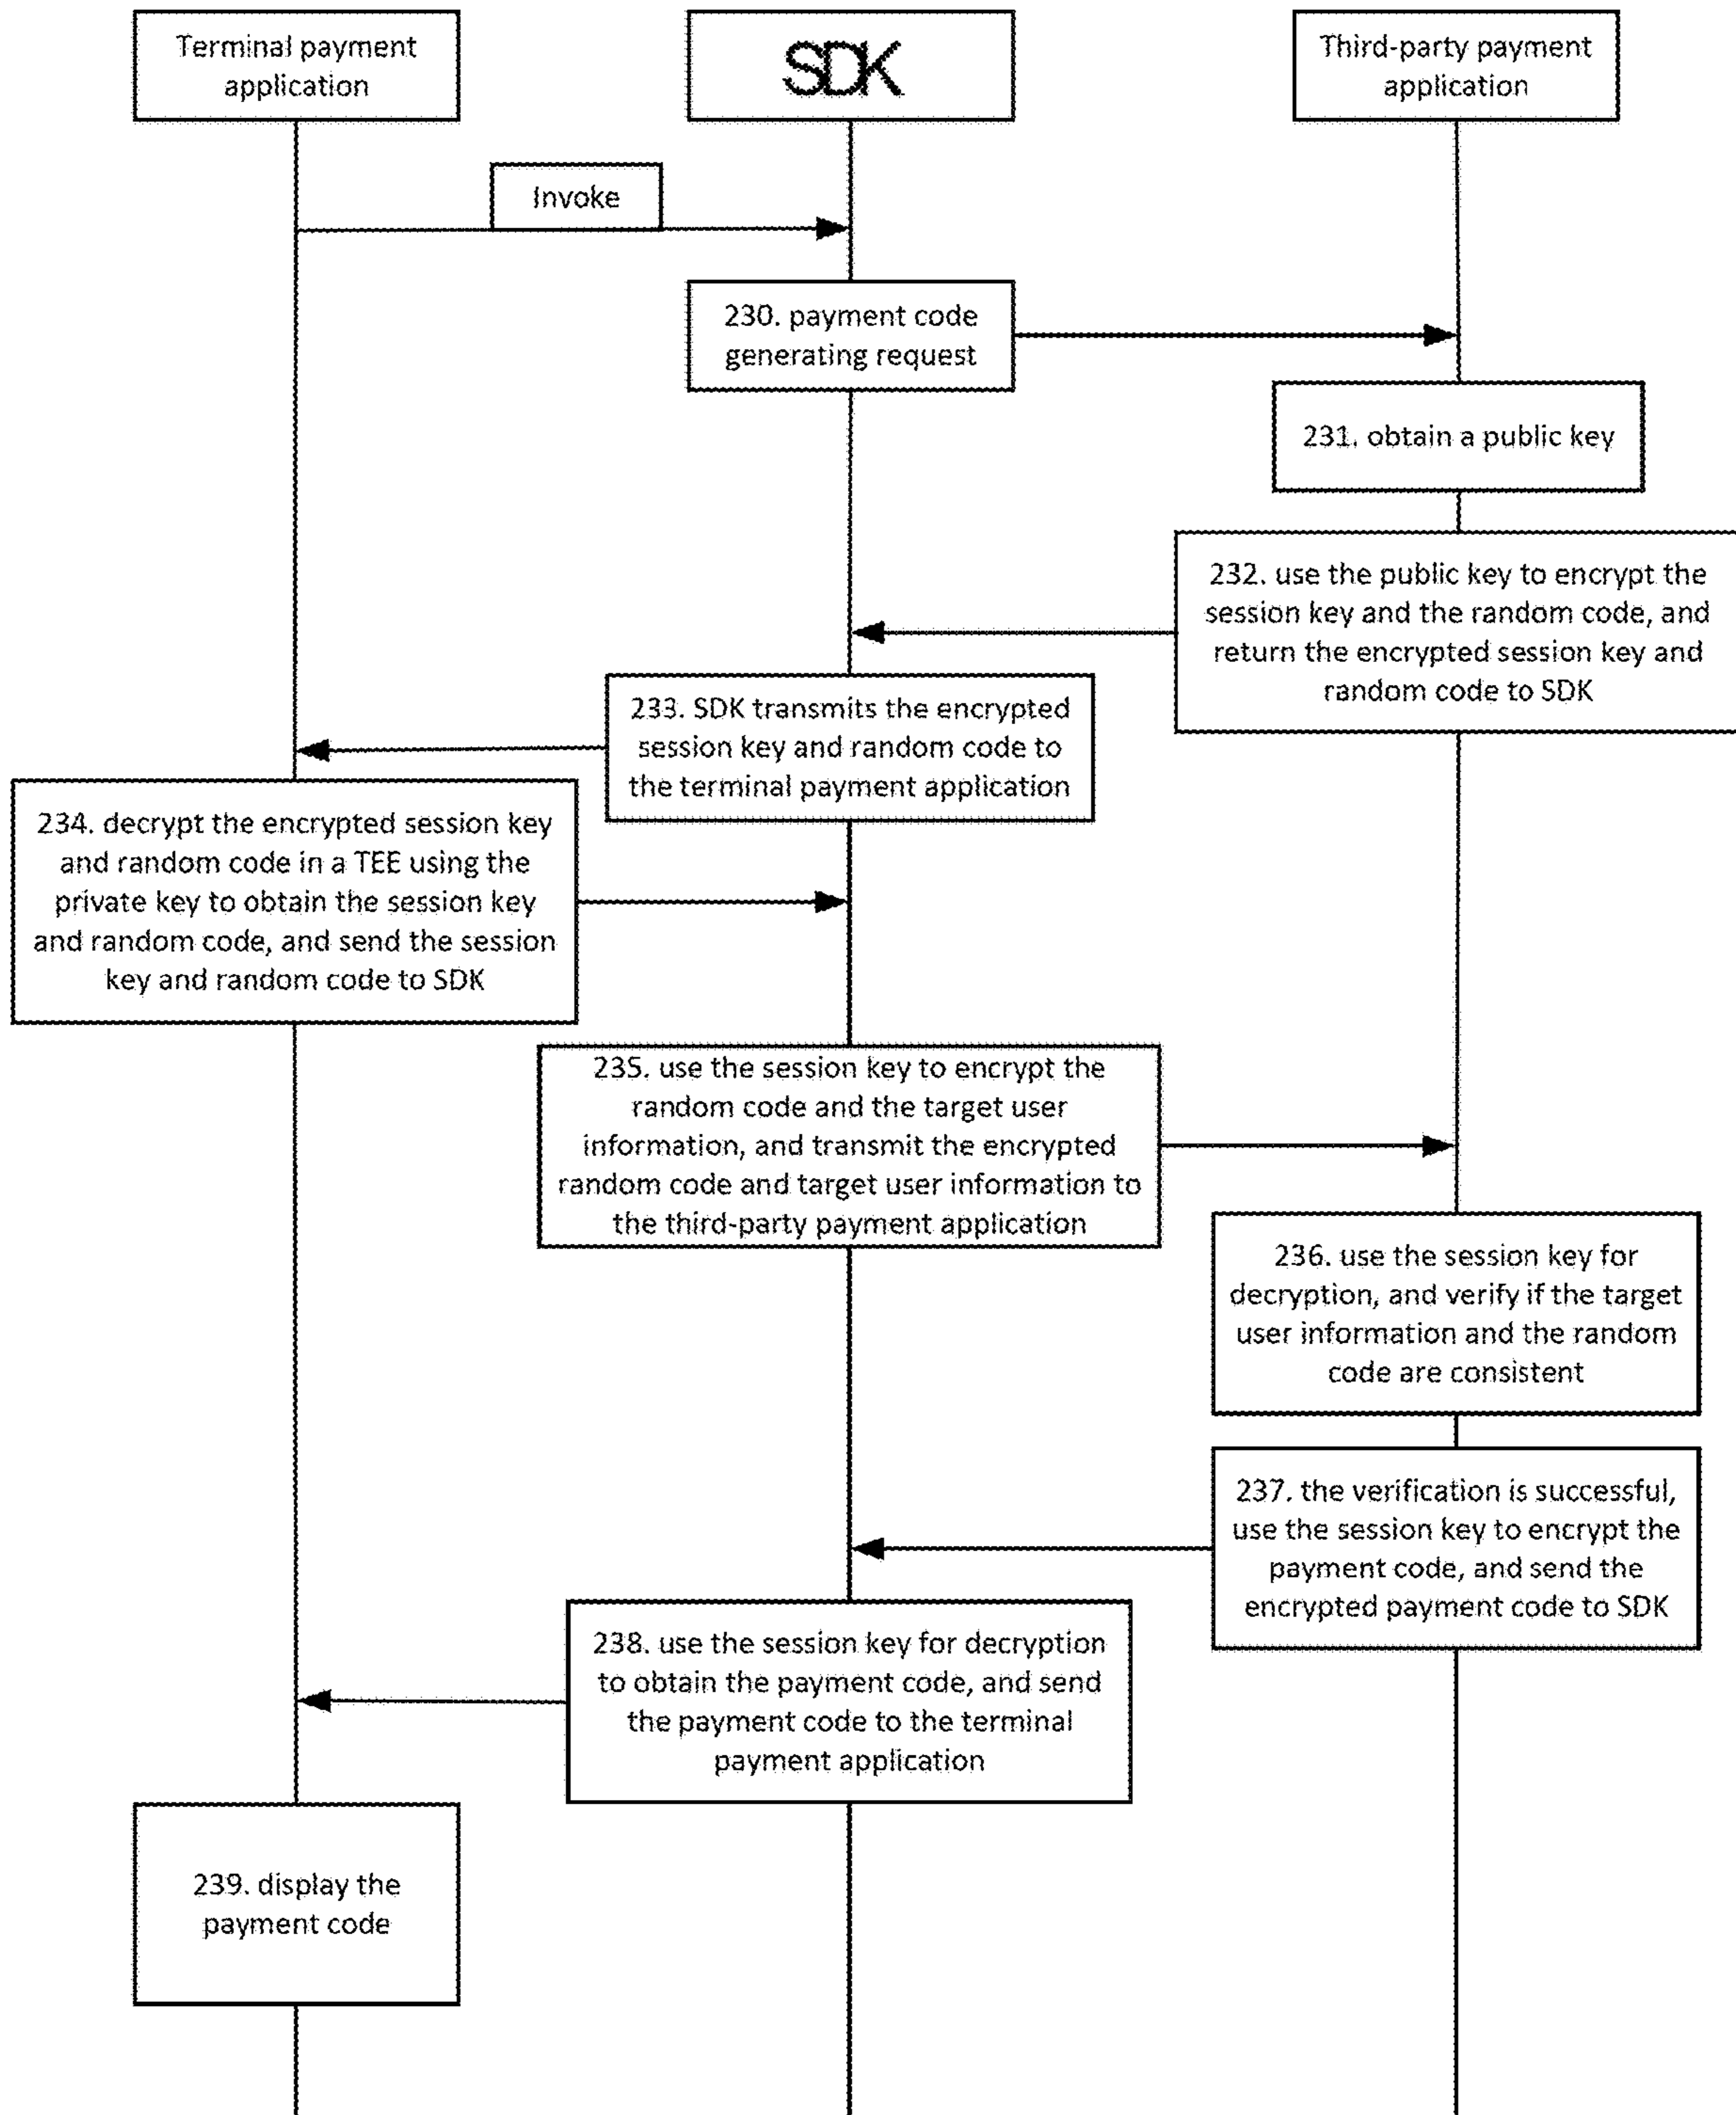 Terminal payment
application
SDK
Third-party payment
application
Invoke
230. payment code
generating request
231. obtain a public key
232. use the public key to encrypt the
session key and the random code, and
return the encrypted session key and
random code to SDK
233. SDK transmits the encrypted
session key and random code to
the terminal payment application
234. decrypt the encrypted session key
and random code in a TEE using the
private key to obtain the session key
and random code, and send the session
key and random code to SDK
235. use the session key to encrypt the
random code and the target user
information, and transmit the encrypted
random code and target user information to
the third-party payment application
236. use the session key for
decryption, and verify if the target
user information and the random
code are consistent
237. the verification is successful,
use the session key to encrypt the
payment code, and send the
encrypted payment code to SDK
238. use the session key for decryption
to obtain the payment code, and send
the payment code to the terminal
payment application
239. display the
payment code